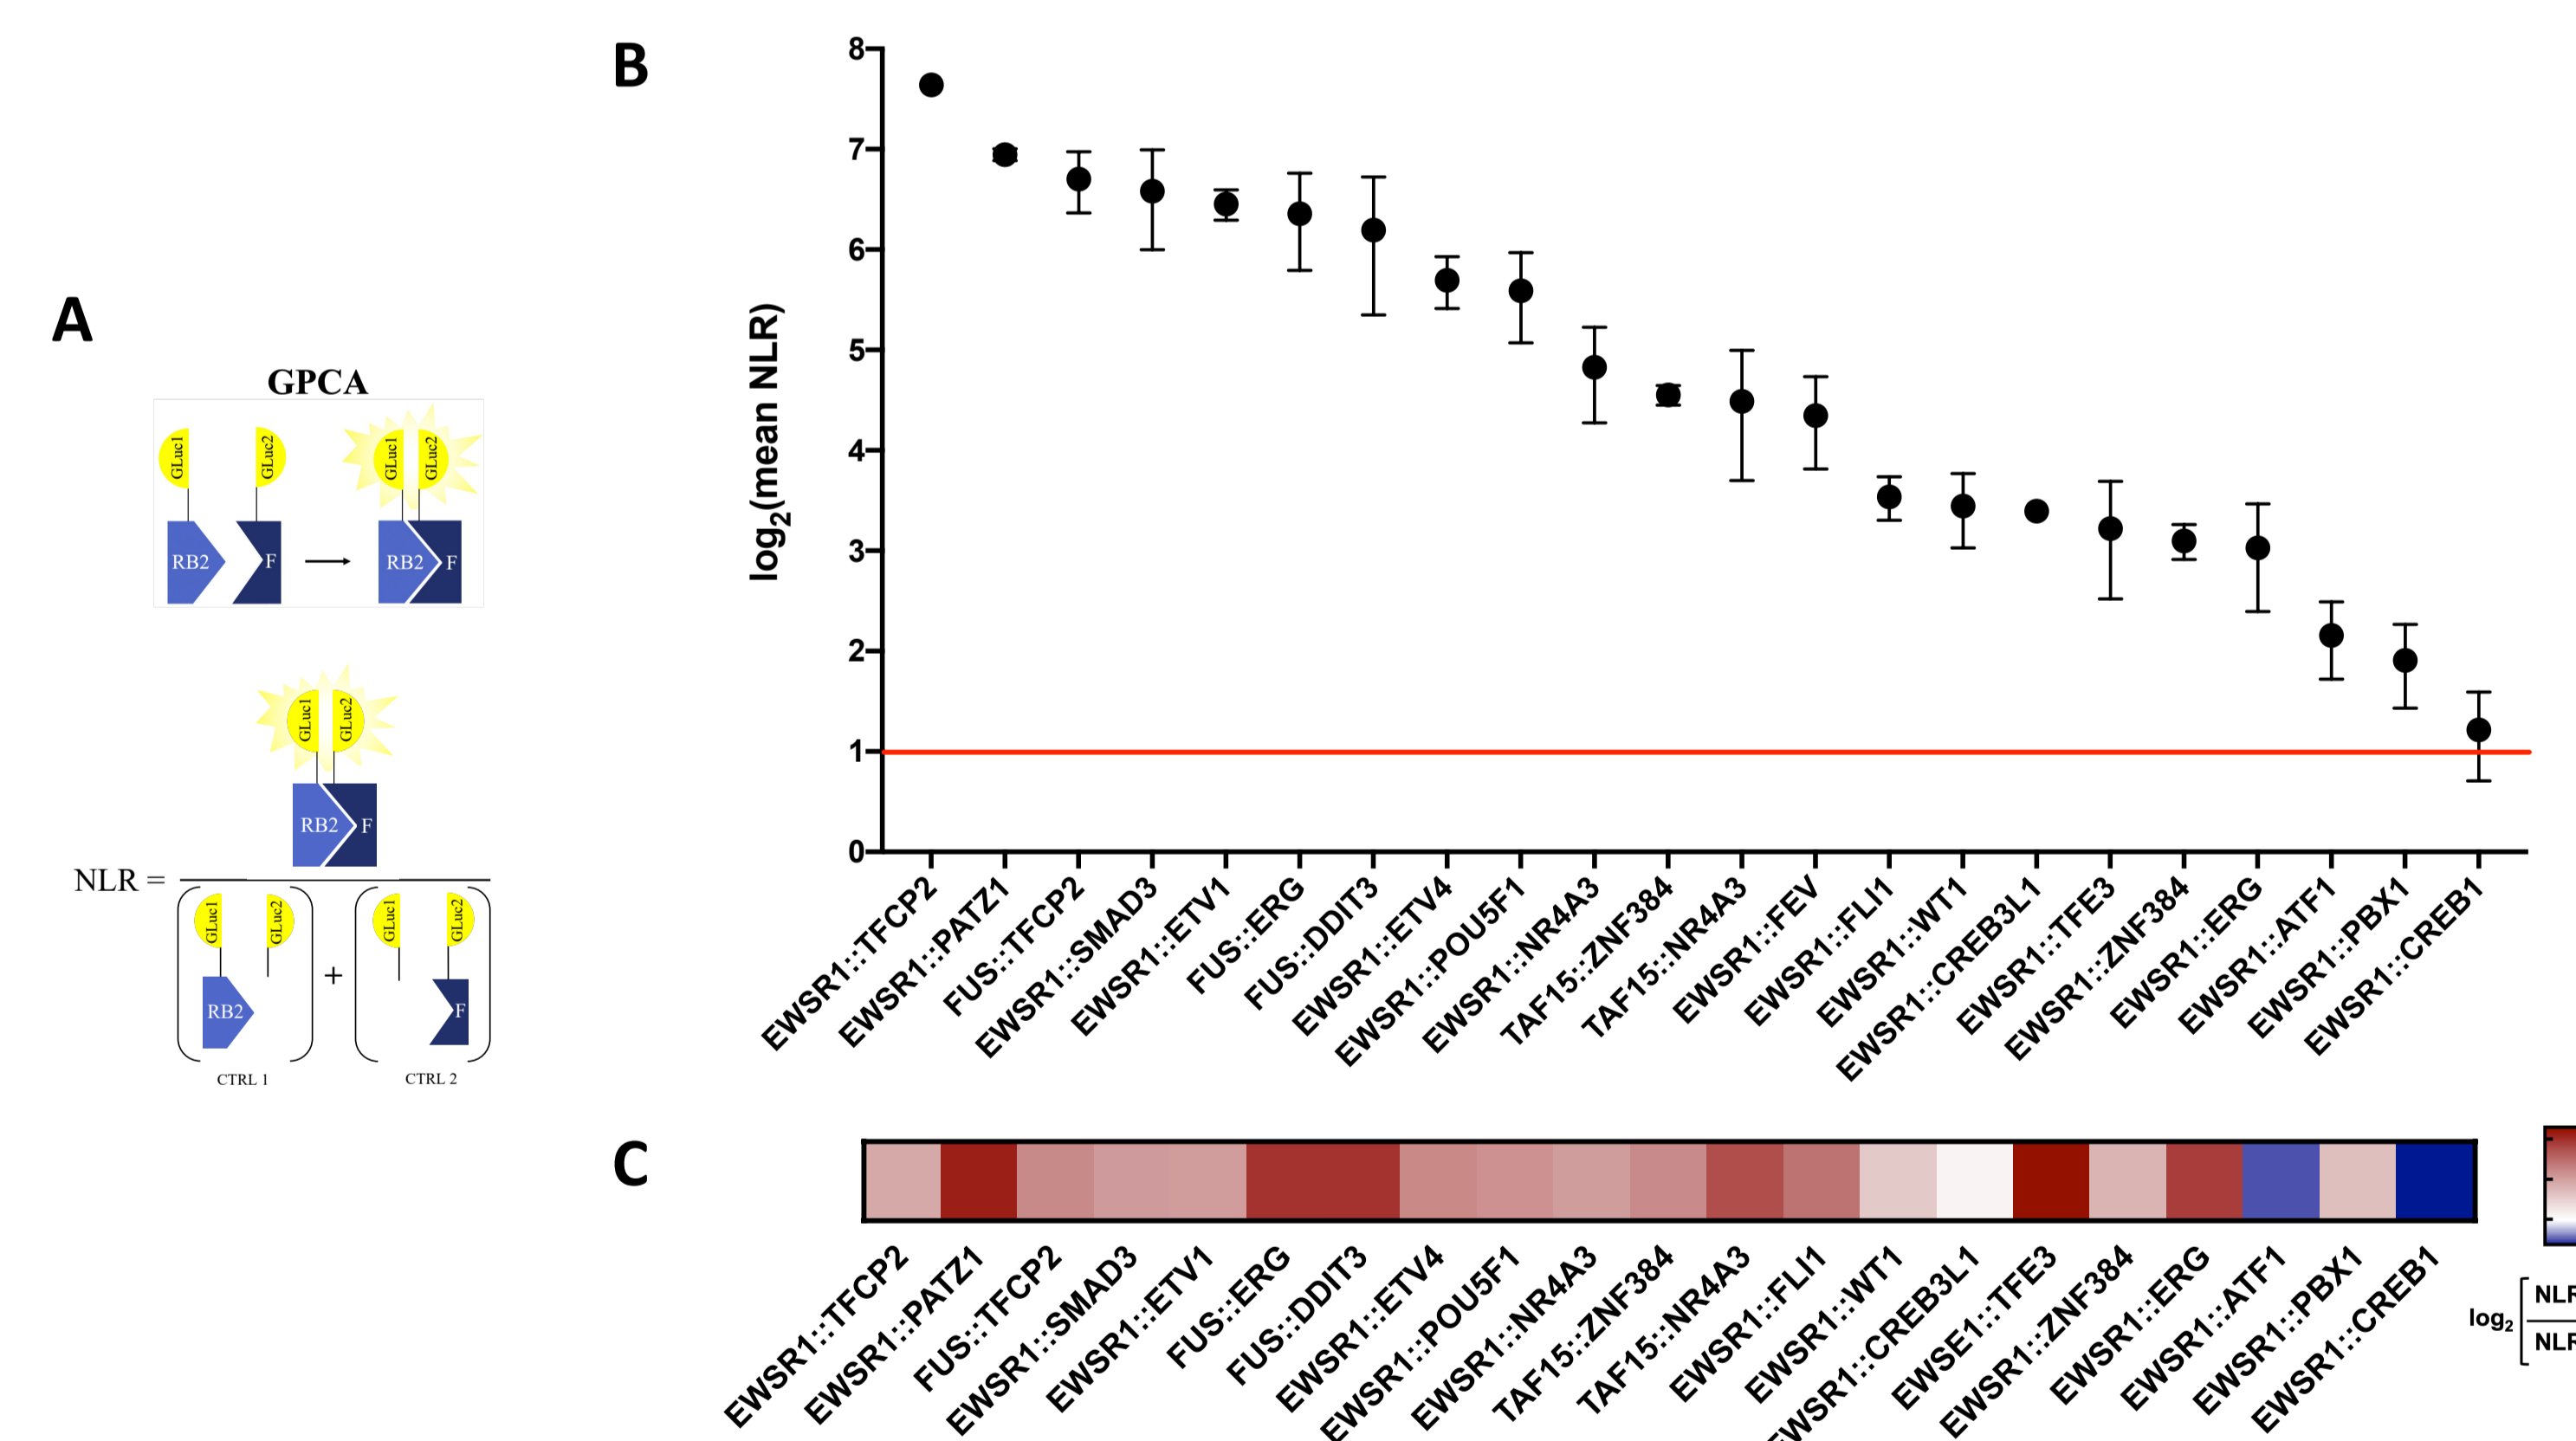 A
GPCA
GLuc1
GLuc2
GLuc1
GLuc2
RB2
F
RB2
F
GLuc1
GLuc2
RB2
F
NLR =
GLuc1
GLuc2
GLuc1
GLuc2
+
RB2
F
CTRL 1
CTRL 2
B
log2(mean NLR)
8
7
6
5
4
3
2
1
0
EWSR1::TFCP2
EWSR1::PATZ1
FUS::TFCP2
EWSR1::SMAD3
EWSR1::ETV1
FUS::ERG
FUS::DDIT3
EWSR1::ETV4
EWSR1::POU5F1
EWSR1::NR4A3
TAF15::ZNF384
TAF15::NR4A3
EWSR1::FEV
EWSR1::FLI1
EWSR1::WT1
EWSR1::CREB3L1
EWSR1::TFE3
EWSR1::ZNF384
EWSR1::ERG
EWSR1::ATF1
EWSR1::PBX1
EWSR1::CREB1
C
EWSR1::TFCP2
EWSR1::PATZ1
FUS::TFCP2
EWSR1::SMAD3
EWSR1::ETV1
FUS::ERG
FUS::DDIT3
EWSR1::ETV4
EWSR1::POU5F1
EWSR1::NR4A3
TAF15::ZNF384
TAF15::NR4A3
EWSR1::FLI1
EWSR1::WT1
EWSR1::CREB3L1
EWSE1::TFE3
EWSR1::ZNF384
EWSR1::ERG
EWSR1::ATF1
EWSR1::PBX1
EWSR1::CREB1
log2
NLR
NLR